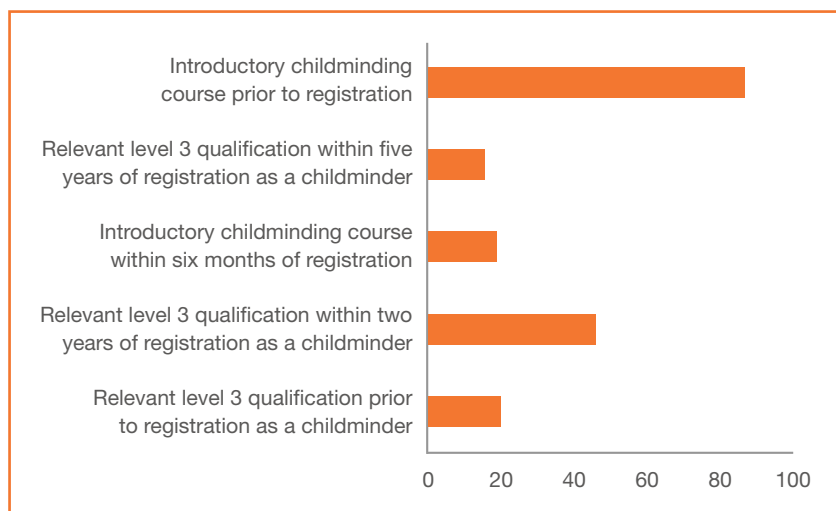 Introductory childminding
course prior to registration
Relevant level 3 qualification within five
years of registration as a childminder
Introductory childminding course
within six months of registration
Relevant level 3 qualification within two
years of registration as a childminder
Relevant level 3 qualification prior
to registration as a childminder
0 20 40 60 80 100